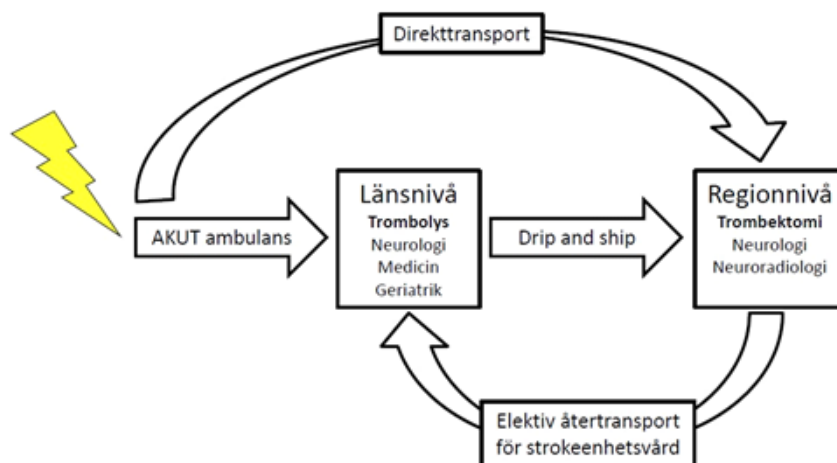 Direkttransport
AKUT ambulans
Länsnivå
Trombolys
Neurologi
Medicin
Geriatrik
Drip and ship
Regionnivå
Trombektomi
Neurologi
Neuroradiologi
Elektiv återtransport
för strokeenhetsvård